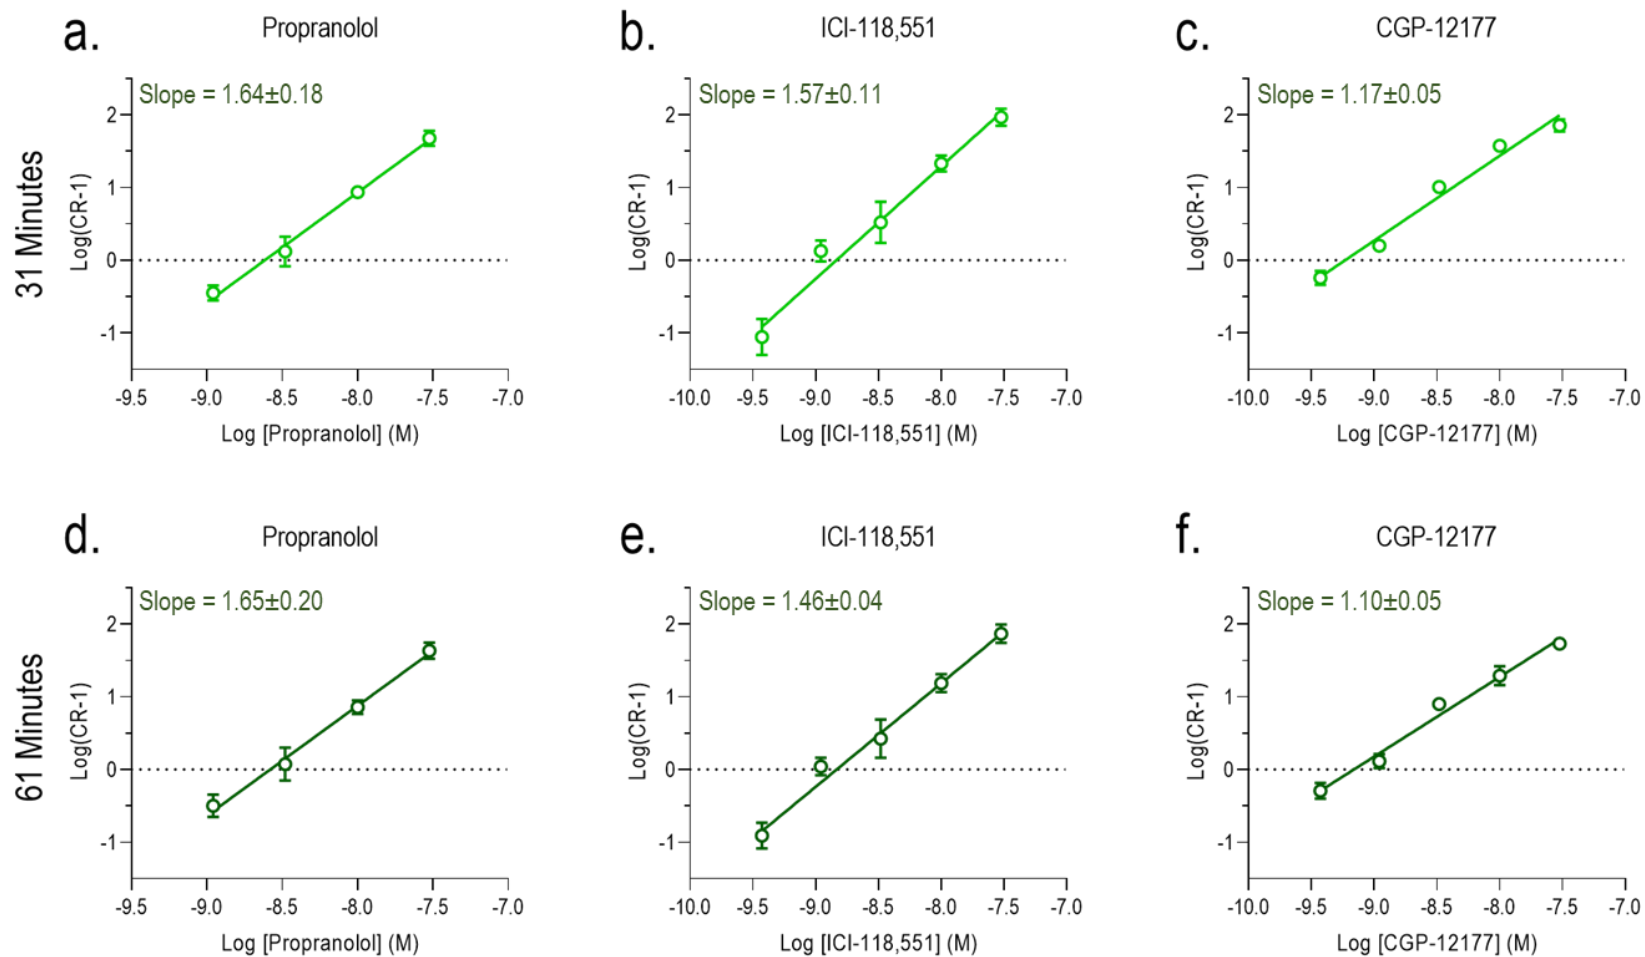 a.
Propranolol
Slope = 1.64±0.18
31 Minutes
Log(CR-1)
2
1
0
-1
-9.5 -9.0 -8.5 -8.0 -7.5 -7.0
Log [Propranolol] (M)
b.
ICI-118,551
Slope = 1.57±0.11
Log(CR-1)
2
1
0
-1
-10.0 -9.5 -9.0 -8.5 -8.0 -7.5 -7.0
Log [ICI-118,551] (M)
c.
CGP-12177
Slope = 1.17±0.05
Log(CR-1)
2
1
0
-1
-10.0 -9.5 -9.0 -8.5 -8.0 -7.5 -7.0
Log [CGP-12177] (M)
d.
Propranolol
Slope = 1.65±0.20
61 Minutes
Log(CR-1)
2
1
0
-1
-9.5 -9.0 -8.5 -8.0 -7.5 -7.0
Log [Propranolol] (M)
e.
ICI-118,551
Slope = 1.46±0.04
Log(CR-1)
2
1
0
-1
-10.0 -9.5 -9.0 -8.5 -8.0 -7.5 -7.0
Log [ICI-118,551] (M)
f.
CGP-12177
Slope = 1.10±0.05
Log(CR-1)
2
1
0
-1
-10.0 -9.5 -9.0 -8.5 -8.0 -7.5 -7.0
Log [CGP-12177] (M)